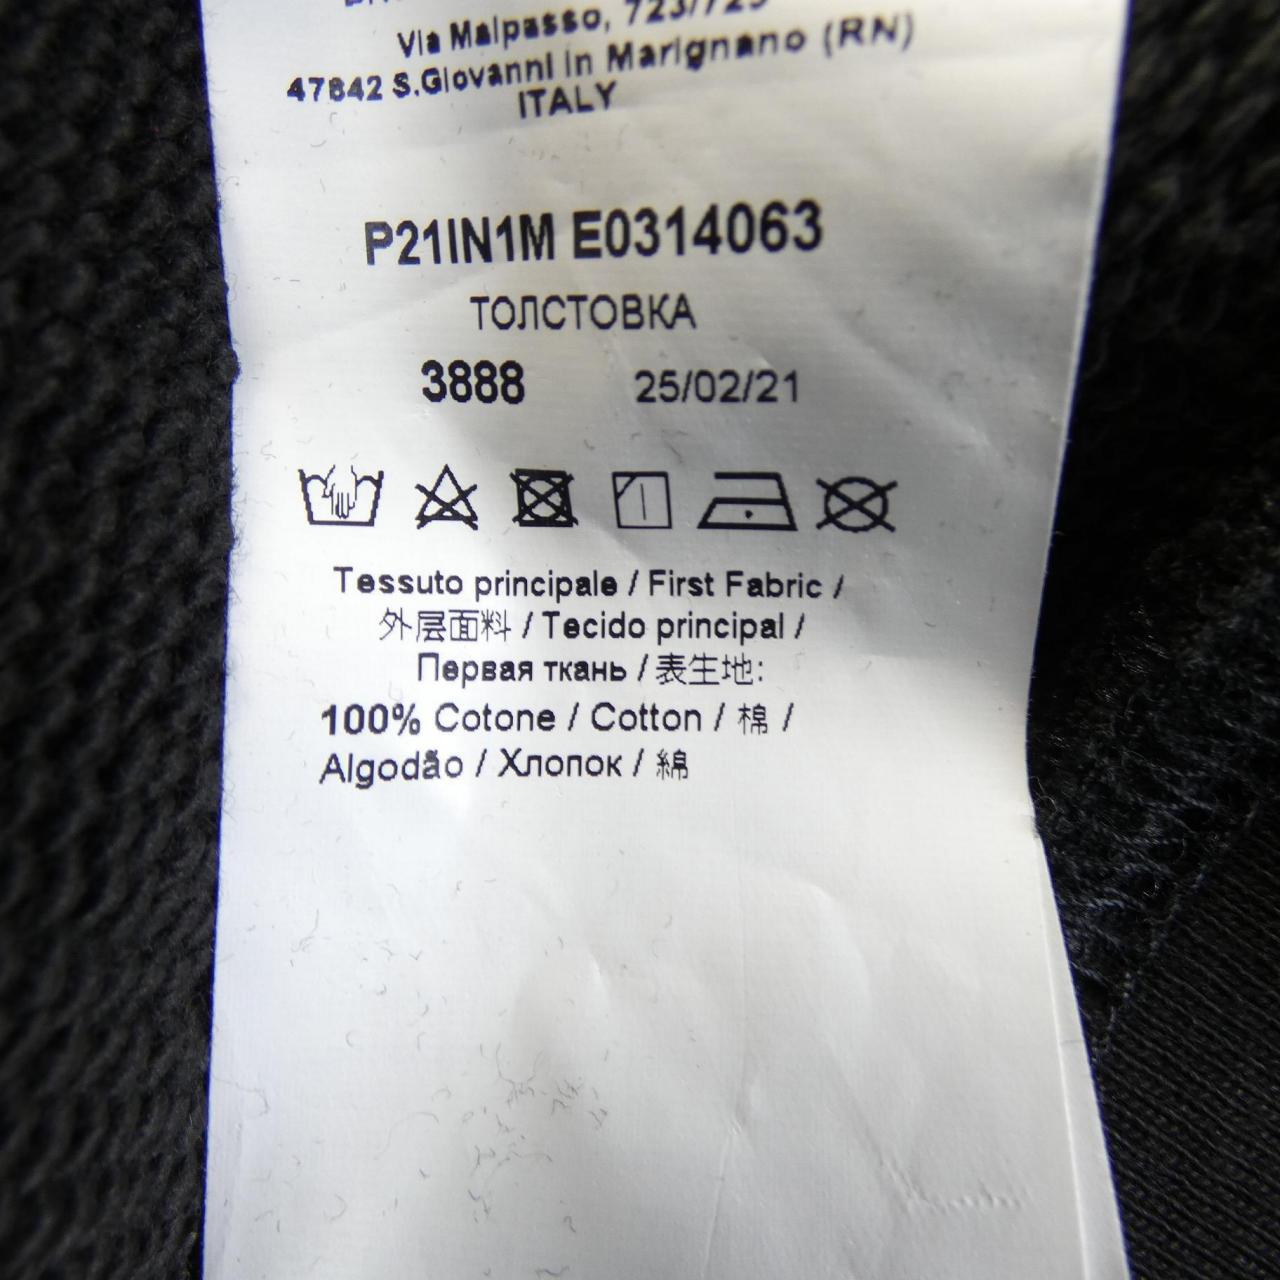 Via Malpasso, 723/725
47842 S.Giovanni in Marignano (RN)
ITALY
P21IN1M E0314063
ТОЛСТОВКА
3888 25/02/21
Tessuto principale / First Fabric /
外层面料 / Tecido principal /
Первая ткань / 表生地:
100% Cotone / Cotton / 棉 /
Algodão / Хлопок / 綿